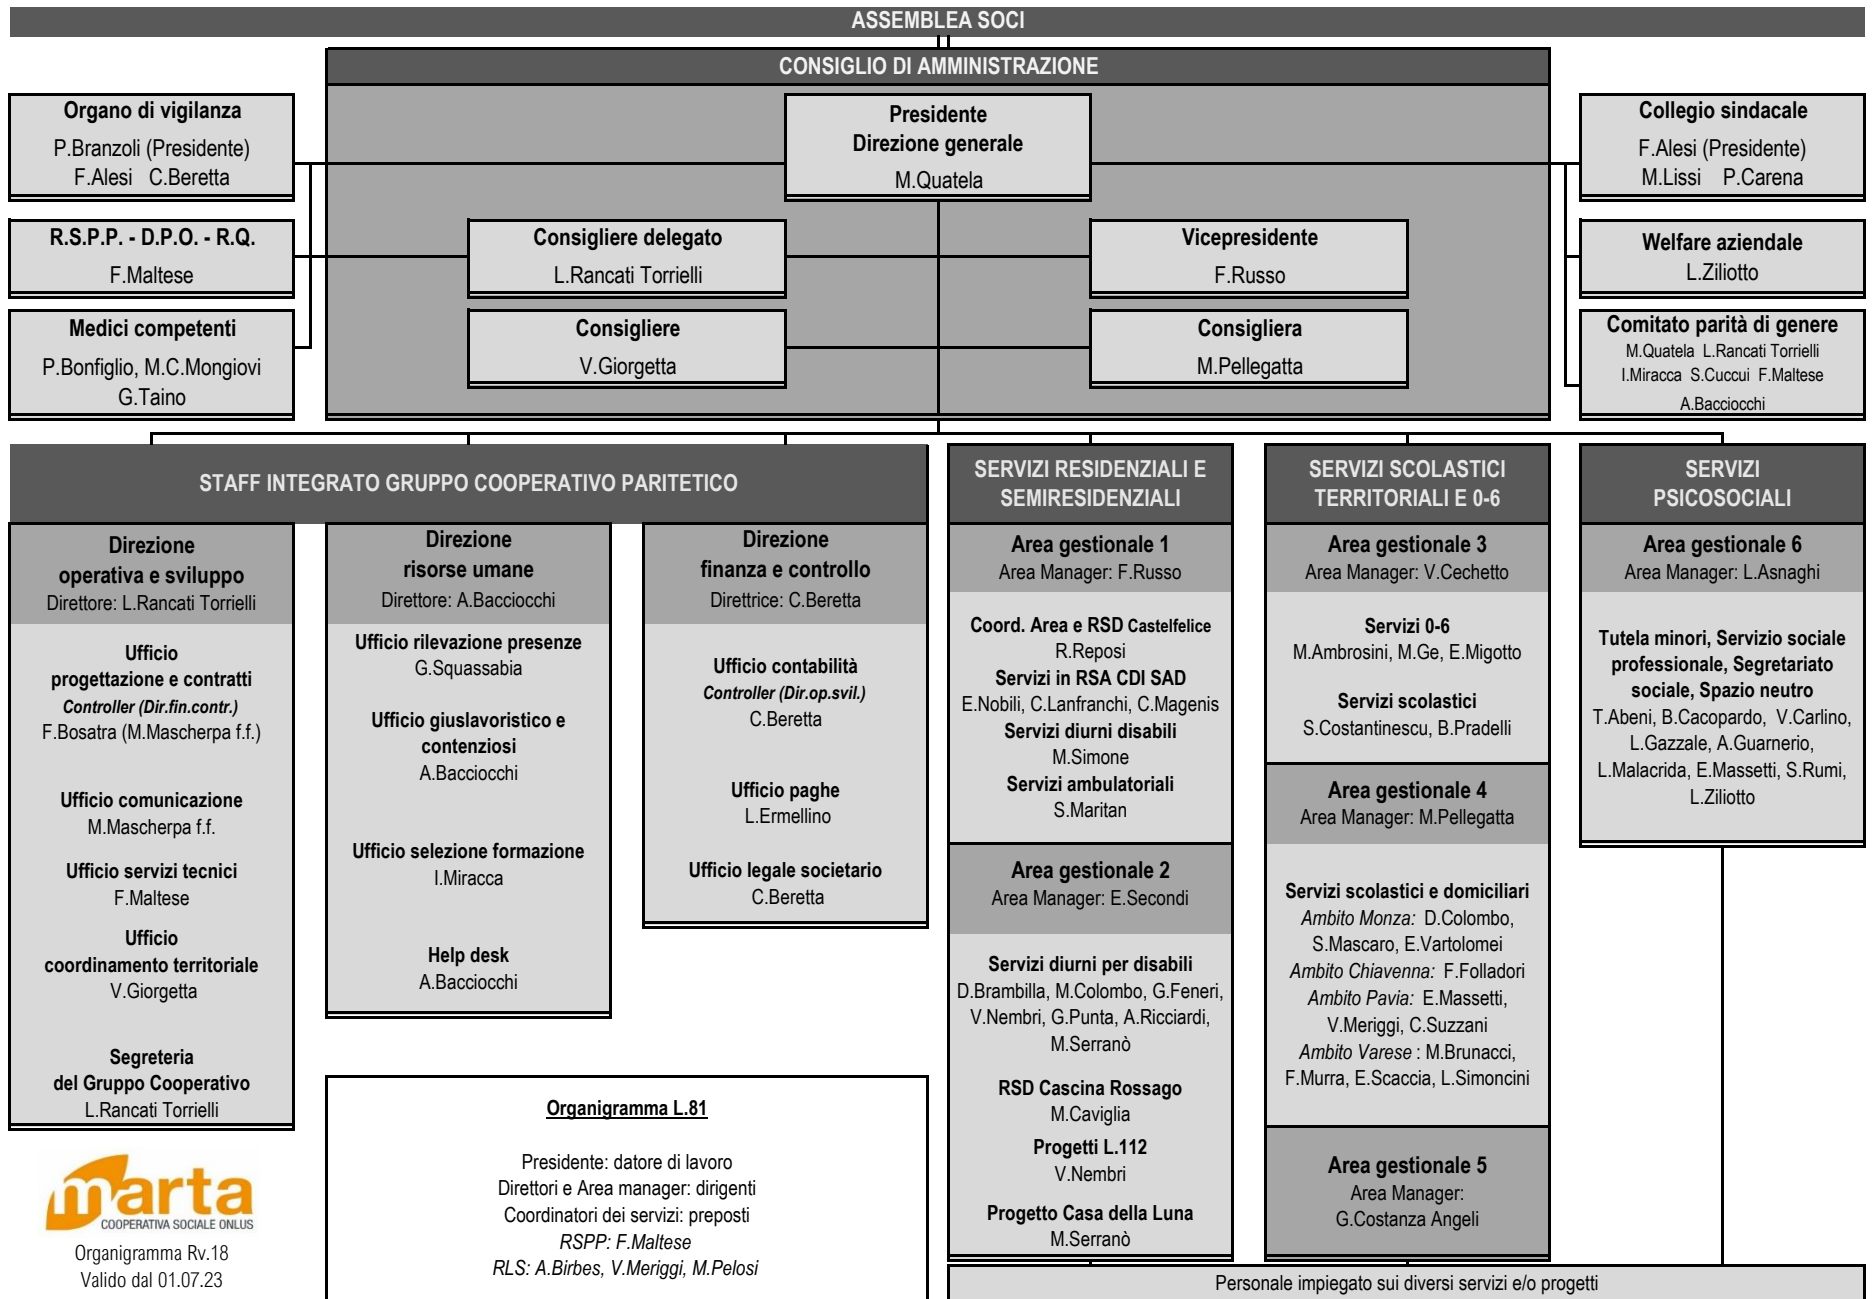 ASSEMBLEA SOCI
CONSIGLIO DI AMMINISTRAZIONE
Organo di vigilanza
P.Branzoli (Presidente)
F.Alesi C.Beretta
Presidente
Direzione generale
M.Quatela
Collegio sindacale
F.Alesi (Presidente)
M.Lissi P.Carena
R.S.P.P. - D.P.O. - R.Q.
F.Maltese
Consigliere delegato
L.Rancati Torrielli
Vicepresidente
F.Russo
Welfare aziendale
L.Ziliotto
Medici competenti
P.Bonfiglio, M.C.Mongiovi
G.Taino
Consigliere
V.Giorgetta
Consigliera
M.Pellegatta
Comitato parità di genere
M.Quatela L.Rancati Torrielli
I.Miracca S.Cuccui F.Maltese
A.Bacciocchi
STAFF INTEGRATO GRUPPO COOPERATIVO PARITETICO
Direzione
operativa e sviluppo
Direttore: L.Rancati Torrielli
Ufficio
progettazione e contratti
Controller (Dir.fin.contr.)
F.Bosatra (M.Mascherpa f.f.)
Ufficio comunicazione
M.Mascherpa f.f.
Ufficio servizi tecnici
F.Maltese
Ufficio
coordinamento territoriale
V.Giorgetta
Segreteria
del Gruppo Cooperativo
L.Rancati Torrielli
Direzione
risorse umane
Direttore: A.Bacciocchi
Ufficio rilevazione presenze
G.Squassabia
Ufficio giuslavoristico e
contenziosi
A.Bacciocchi
Ufficio selezione formazione
I.Miracca
Help desk
A.Bacciocchi
Direzione
finanza e controllo
Direttrice: C.Beretta
Ufficio contabilità
Controller (Dir.op.svil.)
C.Beretta
Ufficio paghe
L.Ermellino
Ufficio legale societario
C.Beretta
SERVIZI RESIDENZIALI E
SEMIRESIDENZIALI
Area gestionale 1
Area Manager: F.Russo
Coord. Area e RSD Castelfelice
R.Reposi
Servizi in RSA CDI SAD
E.Nobili, C.Lanfranchi, C.Magenis
Servizi diurni disabili
M.Simone
Servizi ambulatoriali
S.Maritan
Area gestionale 2
Area Manager: E.Secondi
Servizi diurni per disabili
D.Brambilla, M.Colombo, G.Feneri,
V.Nembri, G.Punta, A.Ricciardi,
M.Serranò
RSD Cascina Rossago
M.Caviglia
Progetti L.112
V.Nembri
Progetto Casa della Luna
M.Serranò
SERVIZI SCOLASTICI
TERRITORIALI E 0-6
Area gestionale 3
Area Manager: V.Cechetto
Servizi 0-6
M.Ambrosini, M.Ge, E.Migotto
Servizi scolastici
S.Costantinescu, B.Pradelli
Area gestionale 4
Area Manager: M.Pellegatta
Servizi scolastici e domiciliari
Ambito Monza: D.Colombo,
S.Mascaro, E.Vartolomei
Ambito Chiavenna: F.Folladori
Ambito Pavia: E.Massetti,
V.Meriggi, C.Suzzani
Ambito Varese : M.Brunacci,
F.Murra, E.Scaccia, L.Simoncini
Area gestionale 5
Area Manager:
G.Costanza Angeli
SERVIZI
PSICOSOCIALI
Area gestionale 6
Area Manager: L.Asnaghi
Tutela minori, Servizio sociale
professionale, Segretariato
sociale, Spazio neutro
T.Abeni, B.Cacopardo, V.Carlino,
L.Gazzale, A.Guarnerio,
L.Malacrida, E.Massetti, S.Rumi,
L.Ziliotto
marta
COOPERATIVA SOCIALE ONLUS
Organigramma Rv.18
Valido dal 01.07.23
Organigramma L.81
Presidente: datore di lavoro
Direttori e Area manager: dirigenti
Coordinatori dei servizi: preposti
RSPP: F.Maltese
RLS: A.Birbes, V.Meriggi, M.Pelosi
Personale impiegato sui diversi servizi e/o progetti